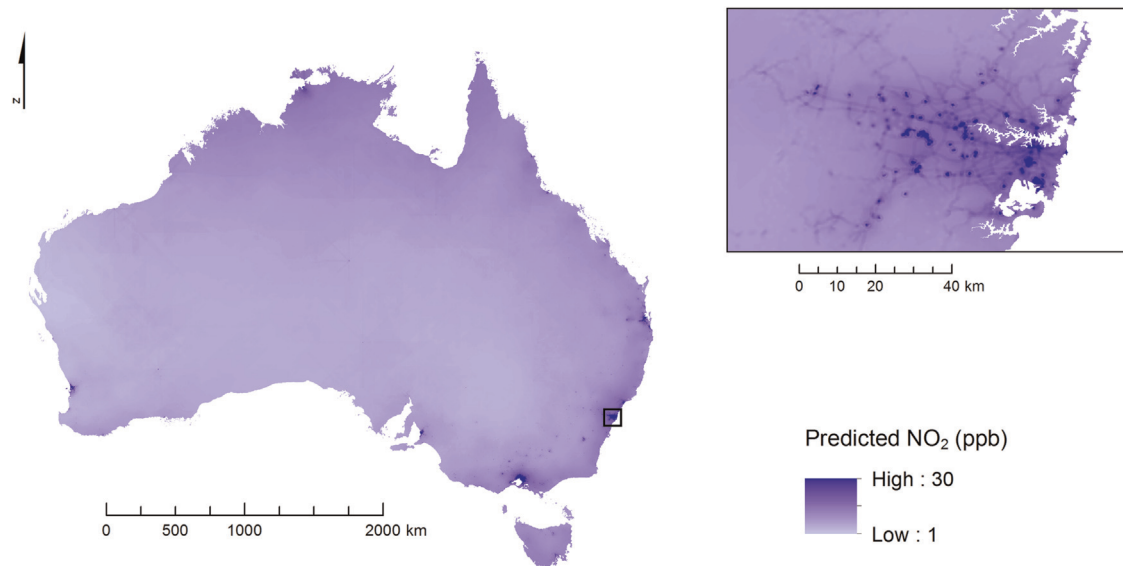 N
0 10 20 40 km
Predicted NO₂ (ppb)
High : 30
Low : 1
0 500 1000 2000 km